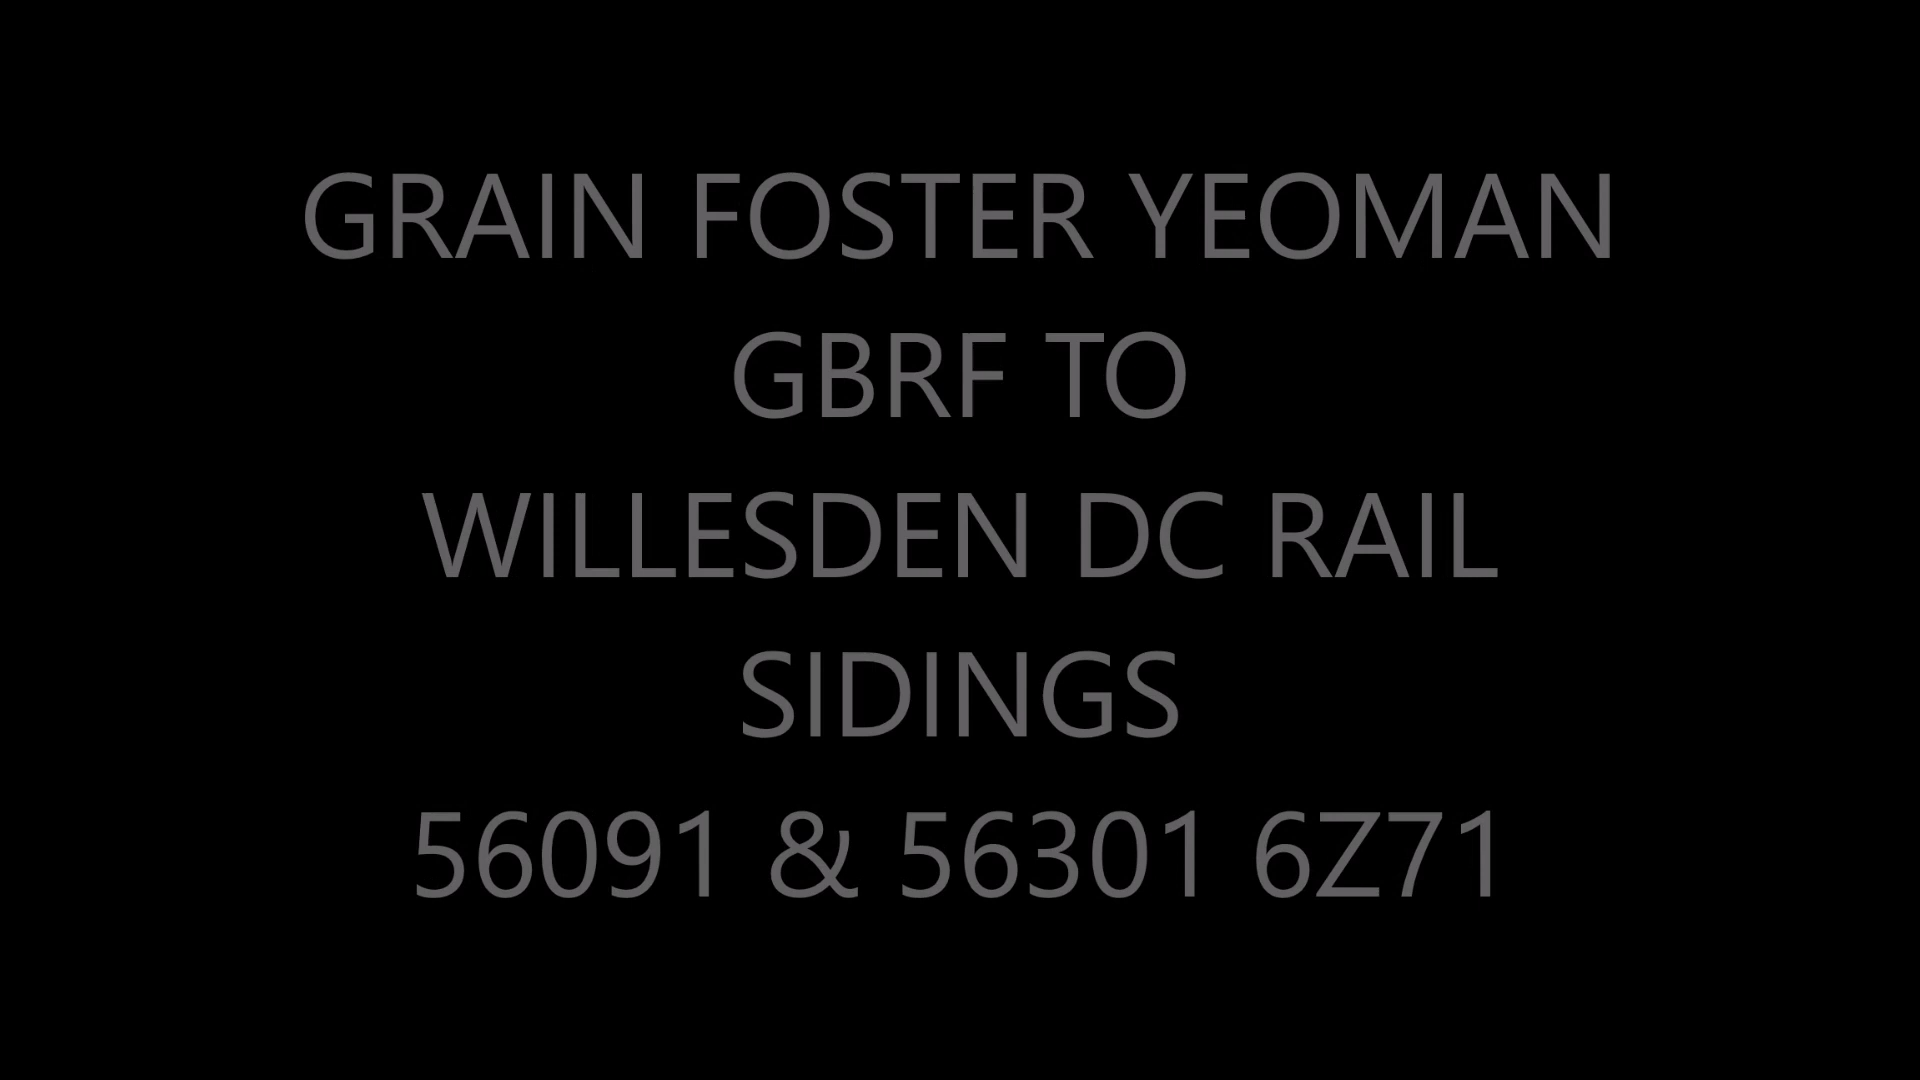 GRAIN FOSTER YEOMAN
GBRF TO
WILLESDEN DC RAIL
SIDINGS
56091 & 56301 6Z71